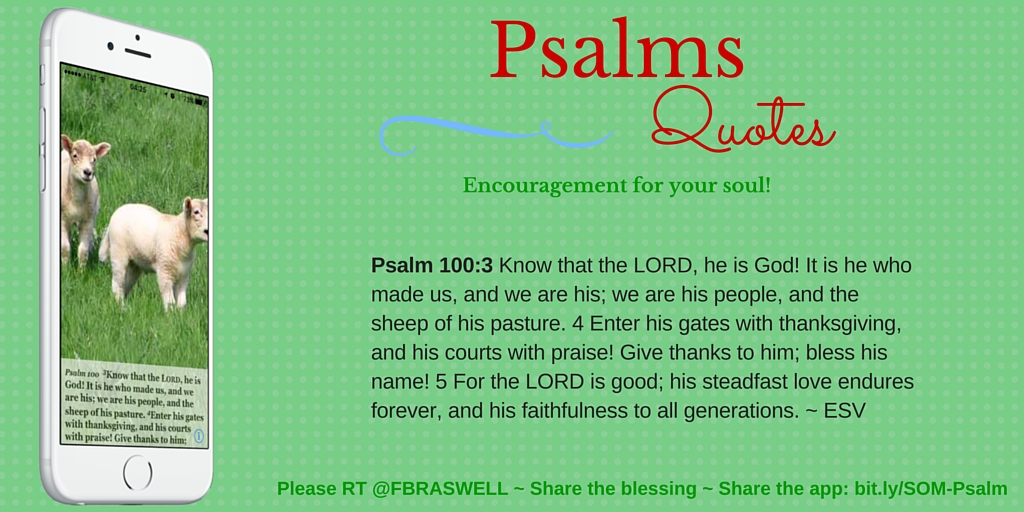 ●●●●● AT&T
04:35
73%
Psalm 100 ³Know that the LORD, he is
God! It is he who made us, and we
are his; we are his people, and the
sheep of his pasture. ⁴Enter his gates
with thanksgiving, and his courts
with praise! Give thanks to him;
Psalms
Quotes
Encouragement for your soul!
Psalm 100:3 Know that the LORD, he is God! It is he who
made us, and we are his; we are his people, and the
sheep of his pasture. 4 Enter his gates with thanksgiving,
and his courts with praise! Give thanks to him; bless his
name! 5 For the LORD is good; his steadfast love endures
forever, and his faithfulness to all generations. ~ ESV
Please RT @FBRASWELL ~ Share the blessing ~ Share the app: bit.ly/SOM-Psalm